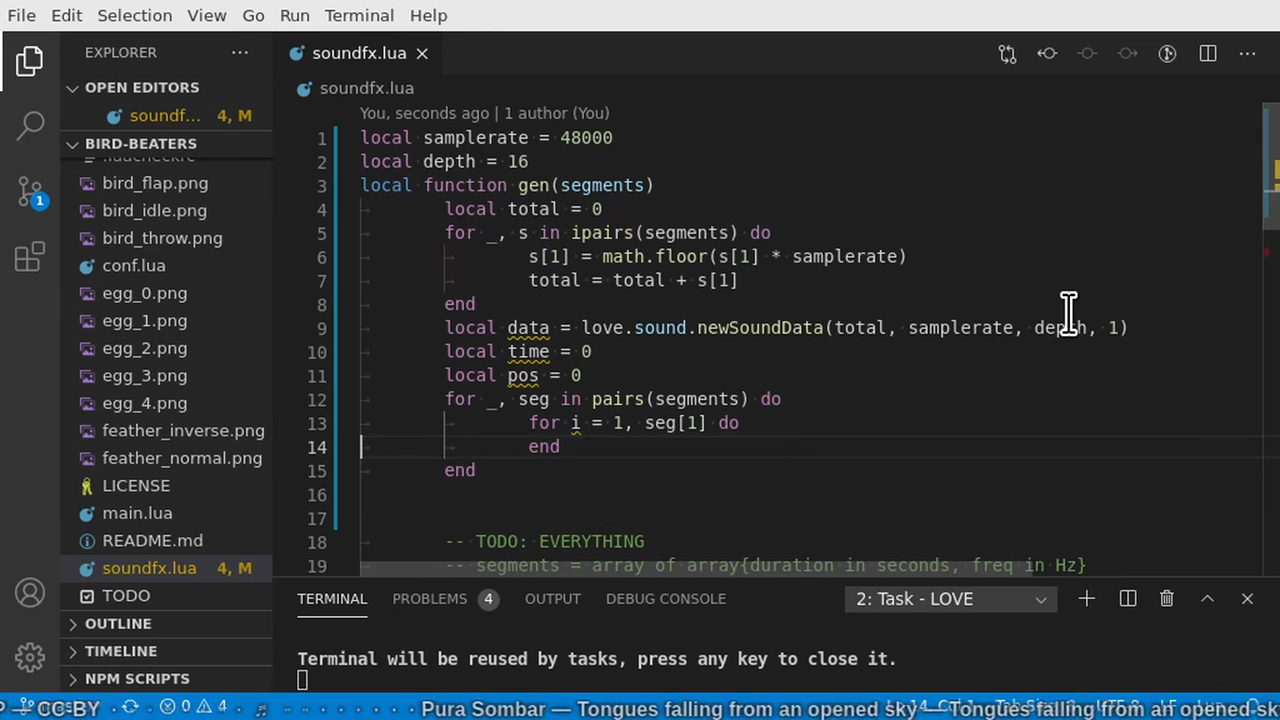 File Edit Selection View Go Run Terminal Help
EXPLORER ···
OPEN EDITORS
soundf... 4, M
BIRD-BEATERS
bird_flap.png
bird_idle.png
bird_throw.png
conf.lua
egg_0.png
egg_1.png
egg_2.png
egg_3.png
egg_4.png
feather_inverse.png
feather_normal.png
LICENSE
main.lua
README.md
soundfx.lua 4, M
TODO
OUTLINE
TIMELINE
NPM SCRIPTS
1
soundfx.lua
soundfx.lua
You, seconds ago | 1 author (You)
1 local samplerate = 48000
2 local depth = 16
3 local function gen(segments)
4 local total = 0
5 for _, s in ipairs(segments) do
6 s[1] = math.floor(s[1] * samplerate)
7 total = total + s[1]
8 end
9 local data = love.sound.newSoundData(total, samplerate, depth, 1)
10 local time = 0
11 local pos = 0
12 for _, seg in pairs(segments) do
13 for i = 1, seg[1] do
14 end
15 end
16
17
18 -- TODO: EVERYTHING
19 -- segments = array of array{duration in seconds, freq in Hz}
TERMINAL PROBLEMS 4 OUTPUT DEBUG CONSOLE 2: Task - LOVE
Terminal will be reused by tasks, press any key to close it.
CC-BY 0 4 ♫ Pura Sombar — Tongues falling from an opened sky — Tongues falling from an opened sk